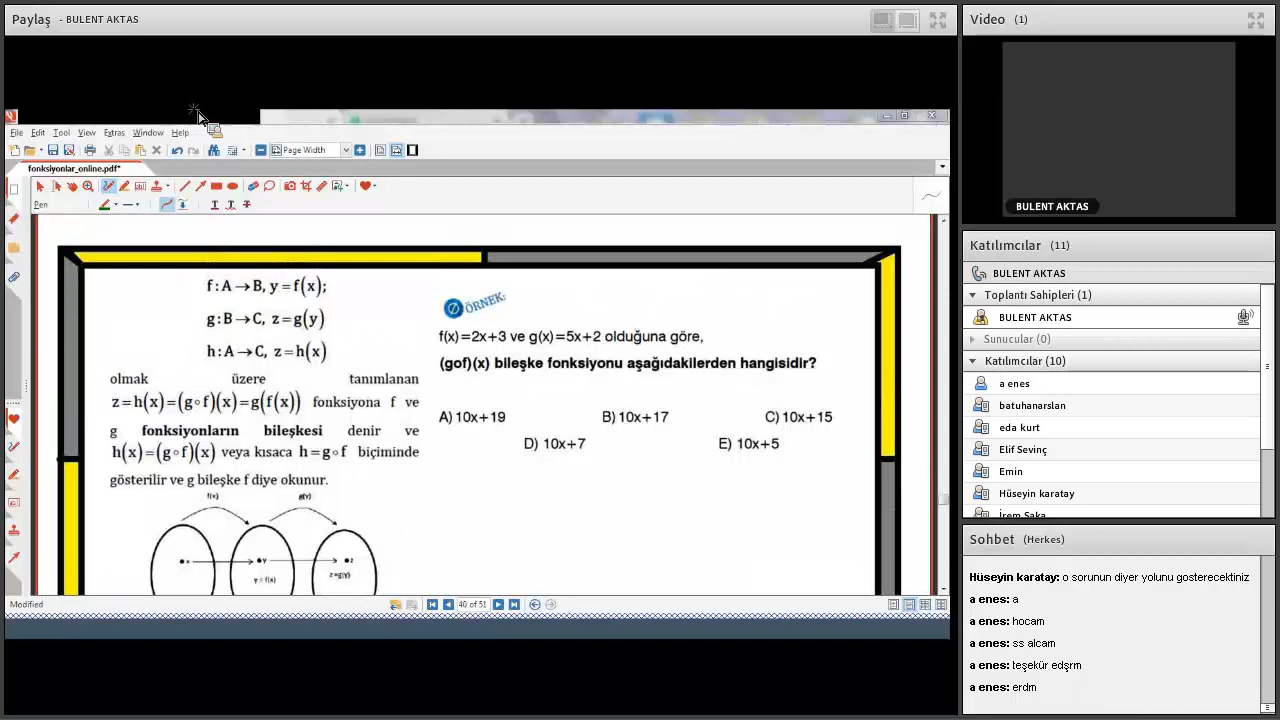 Paylaş - BULENT AKTAS
File Edit Tool View Extras Window Help
Page Width
fonksiyonlar_online.pdf*
Pen
f : A → B, y = f(x);
g : B → C, z = g(y)
h : A → C, z = h(x)
olmak üzere tanımlanan
z = h(x) = (g∘f)(x) = g(f(x)) fonksiyona f ve
g fonksiyonların bileşkesi denir ve
h(x) = (g∘f)(x) veya kısaca h = g∘f biçiminde
gösterilir ve g bileşke f diye okunur.
f(x) g(y)
x y z
y = f(x) z = g(y)
ÖRNEK:
f(x)=2x+3 ve g(x)=5x+2 olduğuna göre,
(gof)(x) bileşke fonksiyonu aşağıdakilerden hangisidir?
A) 10x+19 B) 10x+17 C) 10x+15
D) 10x+7 E) 10x+5
Modified
40 of 51
Video (1)
BULENT AKTAS
Katılımcılar (11)
BULENT AKTAS
Toplantı Sahipleri (1)
BULENT AKTAS
Sunucular (0)
Katılımcılar (10)
a enes
batuhanarslan
eda kurt
Elif Sevinç
Emin
Hüseyin karatay
İrem Saka
Sohbet (Herkes)
Hüseyin karatay: o sorunun diyer yolunu gosterecektiniz
a enes: a
a enes: hocam
a enes: ss alcam
a enes: teşekür edşrm
a enes: erdm